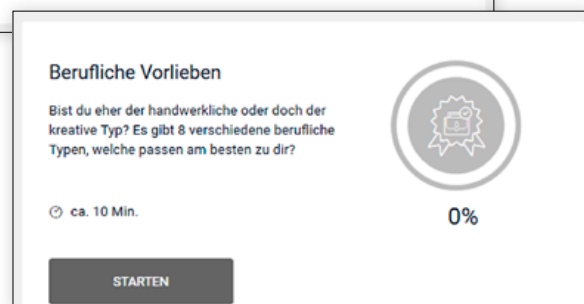 Berufliche Vorlieben
Bist du eher der handwerkliche oder doch der
kreative Typ? Es gibt 8 verschiedene berufliche
Typen, welche passen am besten zu dir?
ca. 10 Min.
0%
STARTEN